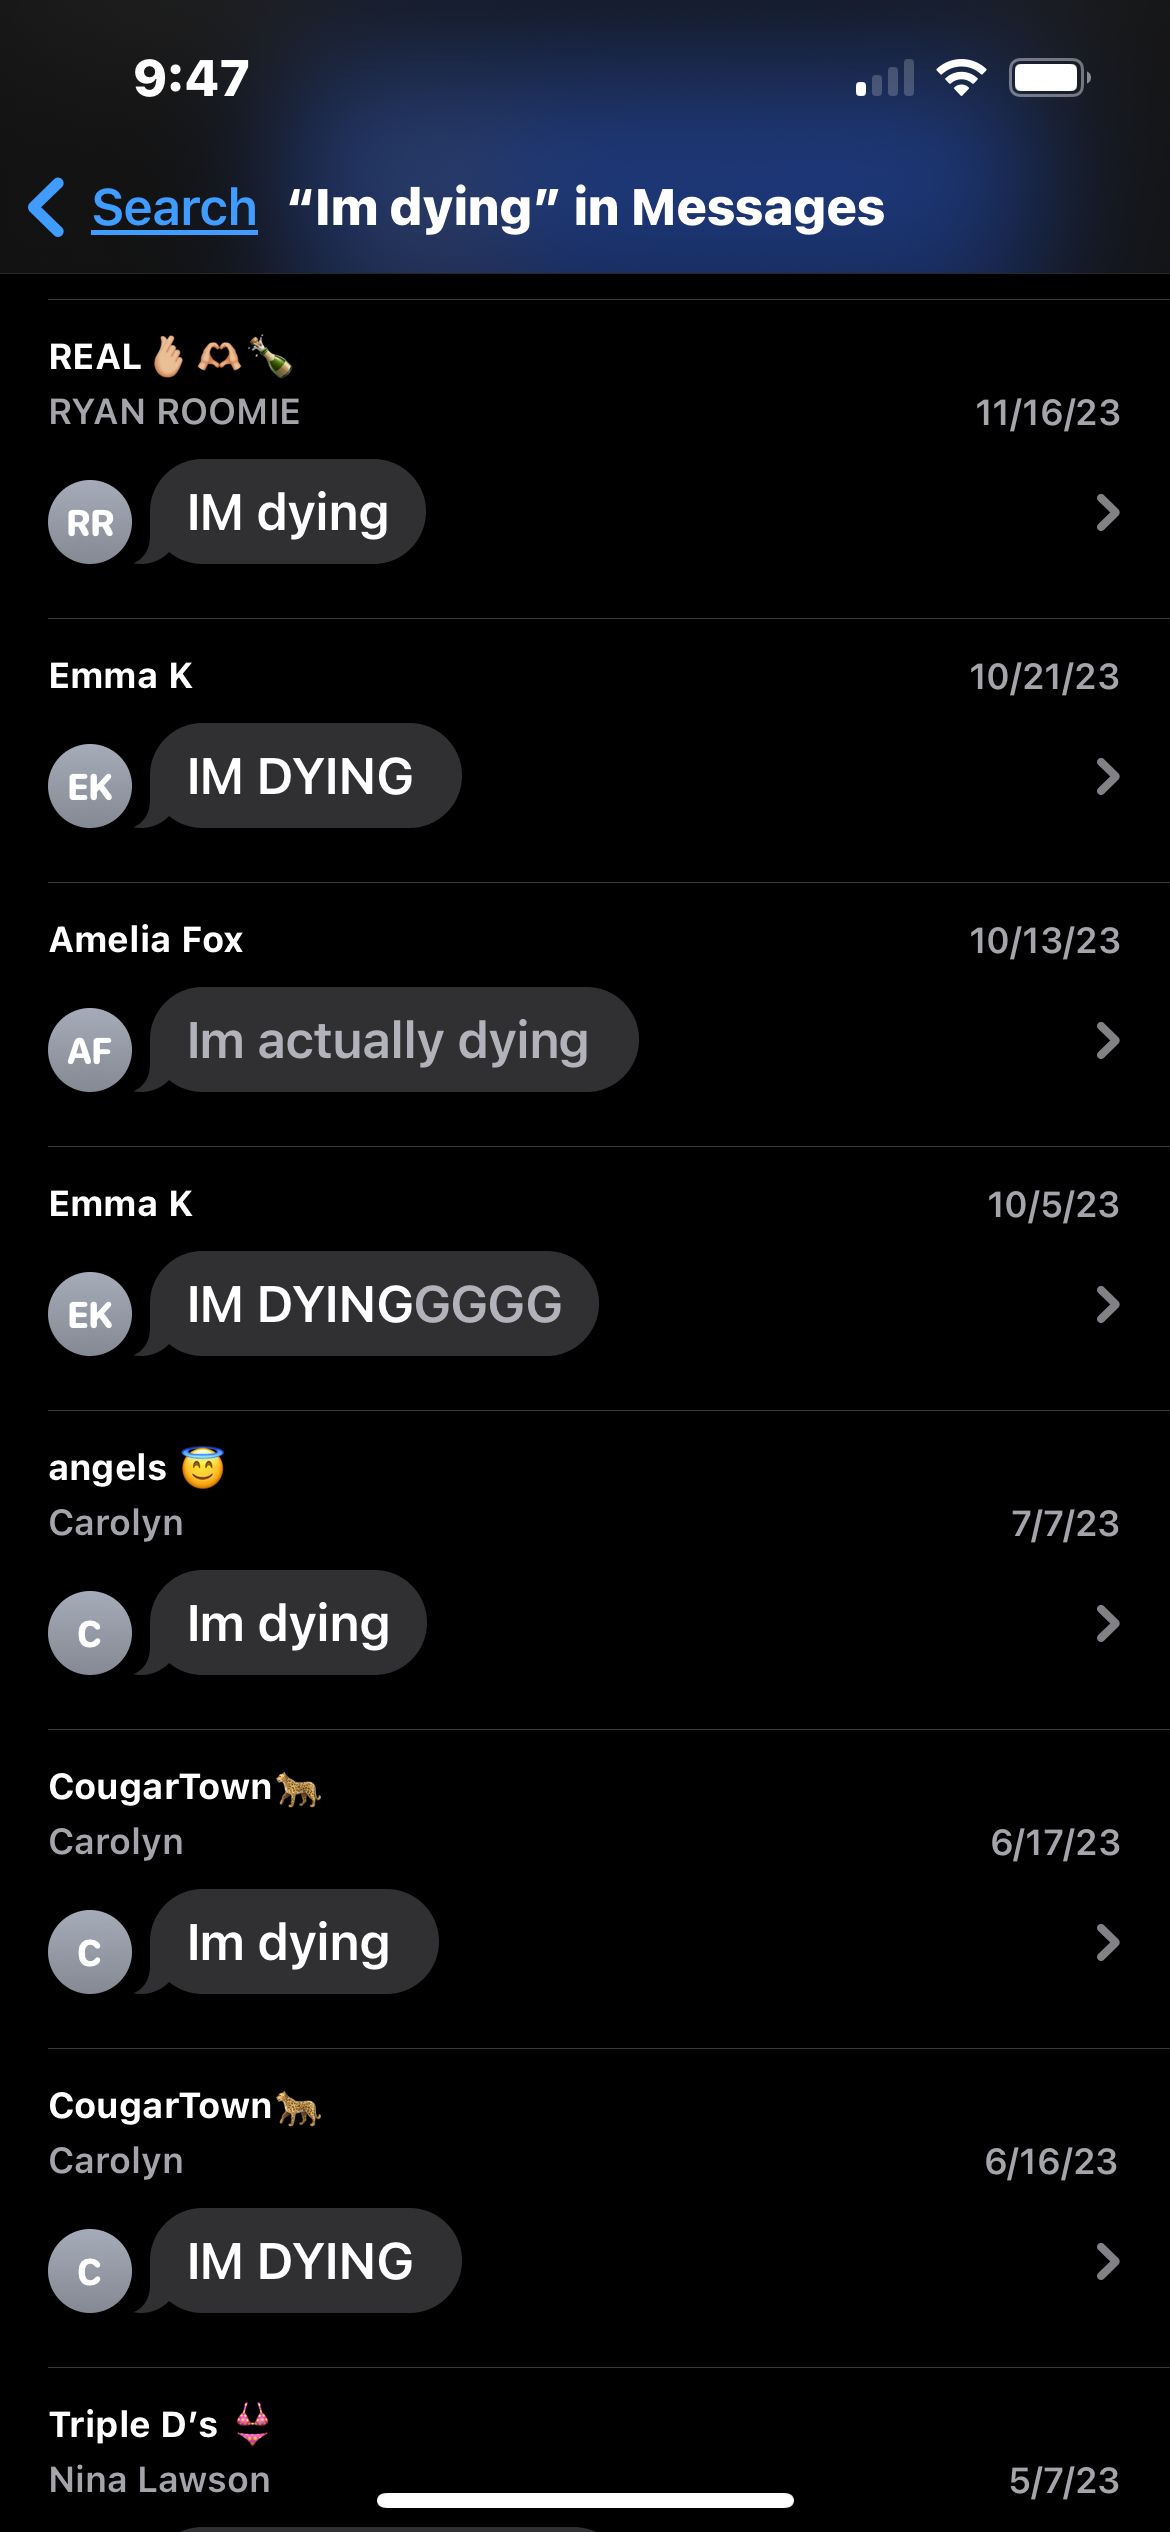 9:47
Search “Im dying” in Messages
REAL🫰🏼🫶🏼🍾
RYAN ROOMIE 11/16/23
RR IM dying
Emma K 10/21/23
EK IM DYING
Amelia Fox 10/13/23
AF Im actually dying
Emma K 10/5/23
EK IM DYINGGGGG
angels 😇
Carolyn 7/7/23
C Im dying
CougarTown🐆
Carolyn 6/17/23
C Im dying
CougarTown🐆
Carolyn 6/16/23
C IM DYING
Triple D’s 👙
Nina Lawson 5/7/23